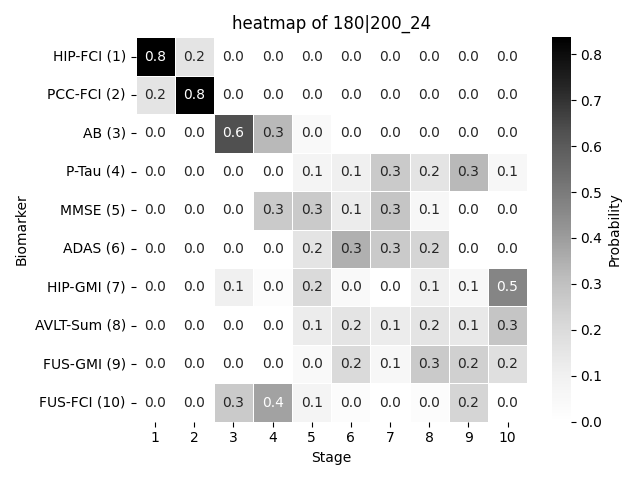 heatmap of 180|200_24
HIP-FCI (1) 0.8 0.2 0.0 0.0 0.0 0.0 0.0 0.0 0.0 0.0
PCC-FCI (2) 0.2 0.8 0.0 0.0 0.0 0.0 0.0 0.0 0.0 0.0
AB (3) 0.0 0.0 0.6 0.3 0.0 0.0 0.0 0.0 0.0 0.0
P-Tau (4) 0.0 0.0 0.0 0.0 0.1 0.1 0.3 0.2 0.3 0.1
MMSE (5) 0.0 0.0 0.0 0.3 0.3 0.1 0.3 0.1 0.0 0.0
ADAS (6) 0.0 0.0 0.0 0.0 0.2 0.3 0.3 0.2 0.0 0.0
HIP-GMI (7) 0.0 0.0 0.1 0.0 0.2 0.0 0.0 0.1 0.1 0.5
AVLT-Sum (8) 0.0 0.0 0.0 0.0 0.1 0.2 0.1 0.2 0.1 0.3
FUS-GMI (9) 0.0 0.0 0.0 0.0 0.0 0.2 0.1 0.3 0.2 0.2
FUS-FCI (10) 0.0 0.0 0.3 0.4 0.1 0.0 0.0 0.0 0.2 0.0
1 2 3 4 5 6 7 8 9 10
Stage
Biomarker
0.8
0.7
0.6
0.5
0.4
0.3
0.2
0.1
0.0
Probability